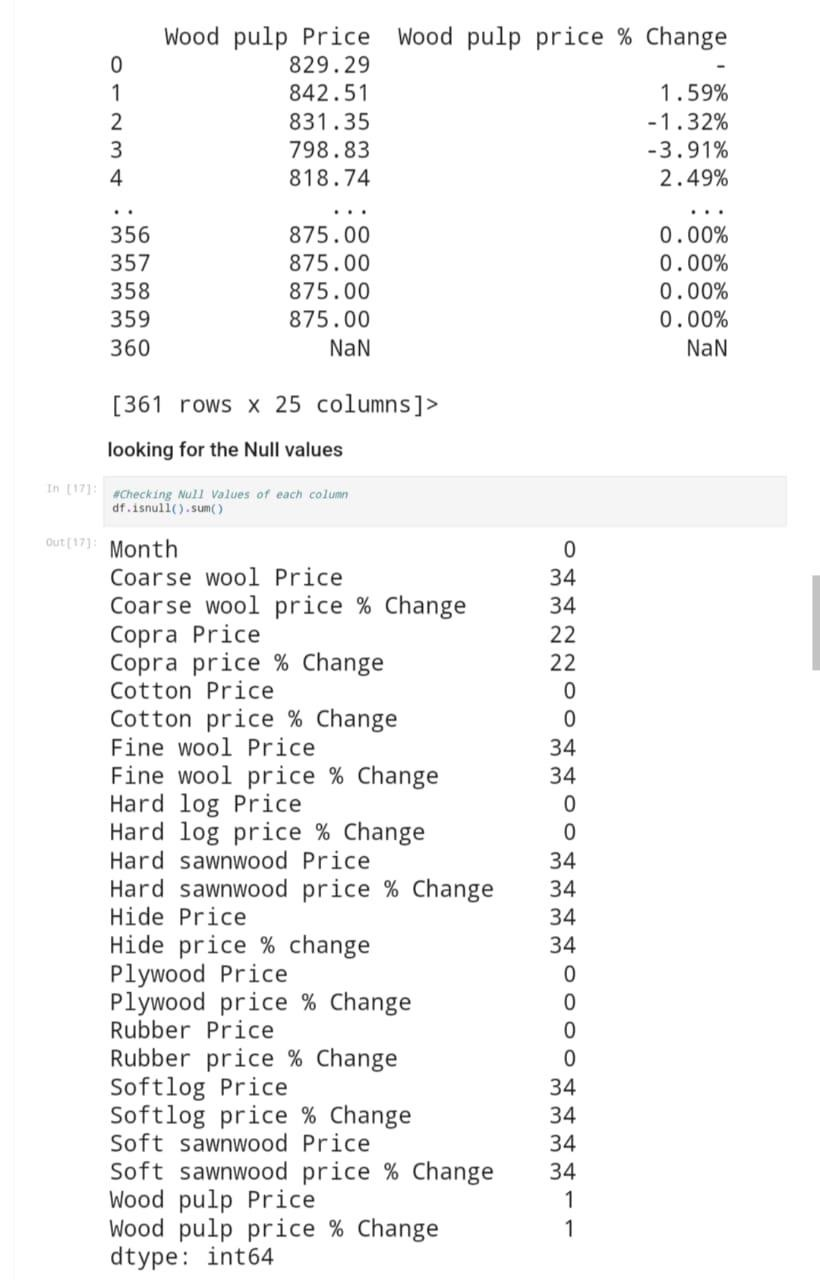 Wood pulp Price  Wood pulp price % Change
0 829.29 -
1 842.51 1.59%
2 831.35 -1.32%
3 798.83 -3.91%
4 818.74 2.49%
.. ... ...
356 875.00 0.00%
357 875.00 0.00%
358 875.00 0.00%
359 875.00 0.00%
360 NaN NaN
[361 rows x 25 columns]>
looking for the Null values
In [17]: #Checking Null Values of each column
df.isnull().sum()
Out[17]: Month 0
Coarse wool Price 34
Coarse wool price % Change 34
Copra Price 22
Copra price % Change 22
Cotton Price 0
Cotton price % Change 0
Fine wool Price 34
Fine wool price % Change 34
Hard log Price 0
Hard log price % Change 0
Hard sawnwood Price 34
Hard sawnwood price % Change 34
Hide Price 34
Hide price % change 34
Plywood Price 0
Plywood price % Change 0
Rubber Price 0
Rubber price % Change 0
Softlog Price 34
Softlog price % Change 34
Soft sawnwood Price 34
Soft sawnwood price % Change 34
Wood pulp Price 1
Wood pulp price % Change 1
dtype: int64